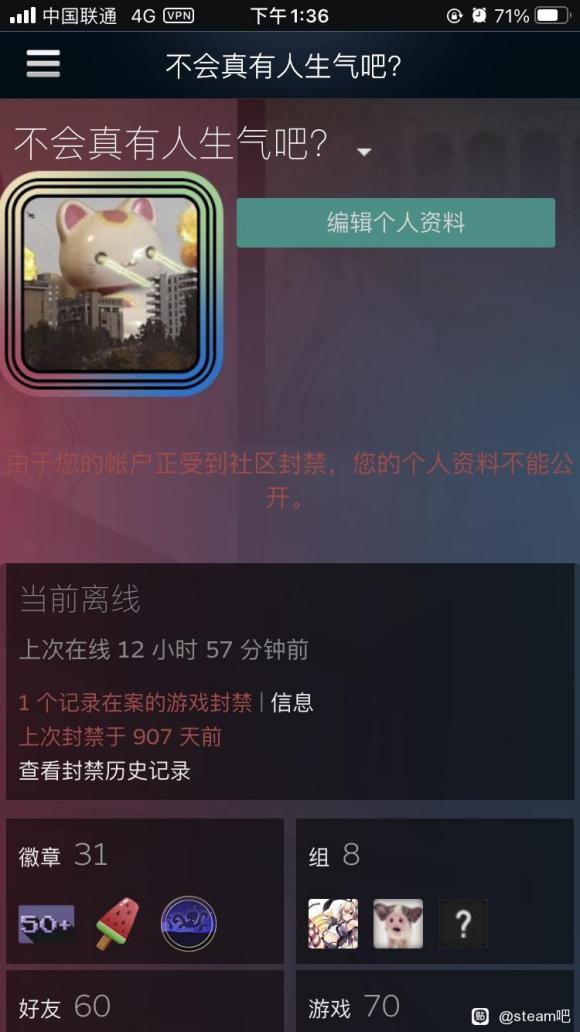 中国联通 4G VPN 下午1:36 71%
不会真有人生气吧?
不会真有人生气吧?
编辑个人资料
由于您的帐户正受到社区封禁，您的个人资料不能公
开。
当前离线
上次在线 12 小时 57 分钟前
1 个记录在案的游戏封禁 | 信息
上次封禁于 907 天前
查看封禁历史记录
徽章 31
组 8
50+
?
好友 60
游戏 70
贴 @steam吧